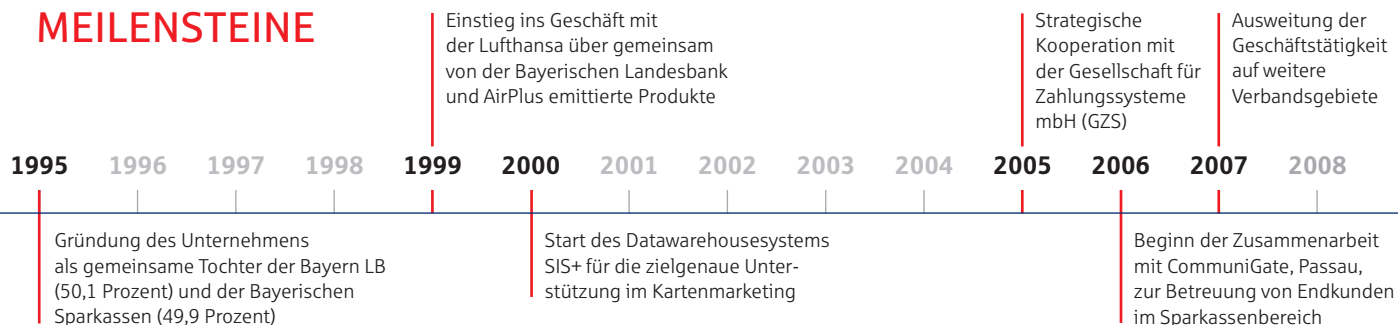 MEILENSTEINE
Einstieg ins Geschäft mit
der Lufthansa über gemeinsam
von der Bayerischen Landesbank
und AirPlus emittierte Produkte
Strategische
Kooperation mit
der Gesellschaft für
Zahlungssysteme
mbH (GZS)
Ausweitung der
Geschäftstätigkeit
auf weitere
Verbandsgebiete
1995 1996 1997 1998 1999 2000 2001 2002 2003 2004 2005 2006 2007 2008
Gründung des Unternehmens
als gemeinsame Tochter der Bayern LB
(50,1 Prozent) und der Bayerischen
Sparkassen (49,9 Prozent)
Start des Datawarehousesystems
SIS+ für die zielgenaue Unter-
stützung im Kartenmarketing
Beginn der Zusammenarbeit
mit CommuniGate, Passau,
zur Betreuung von Endkunden
im Sparkassenbereich